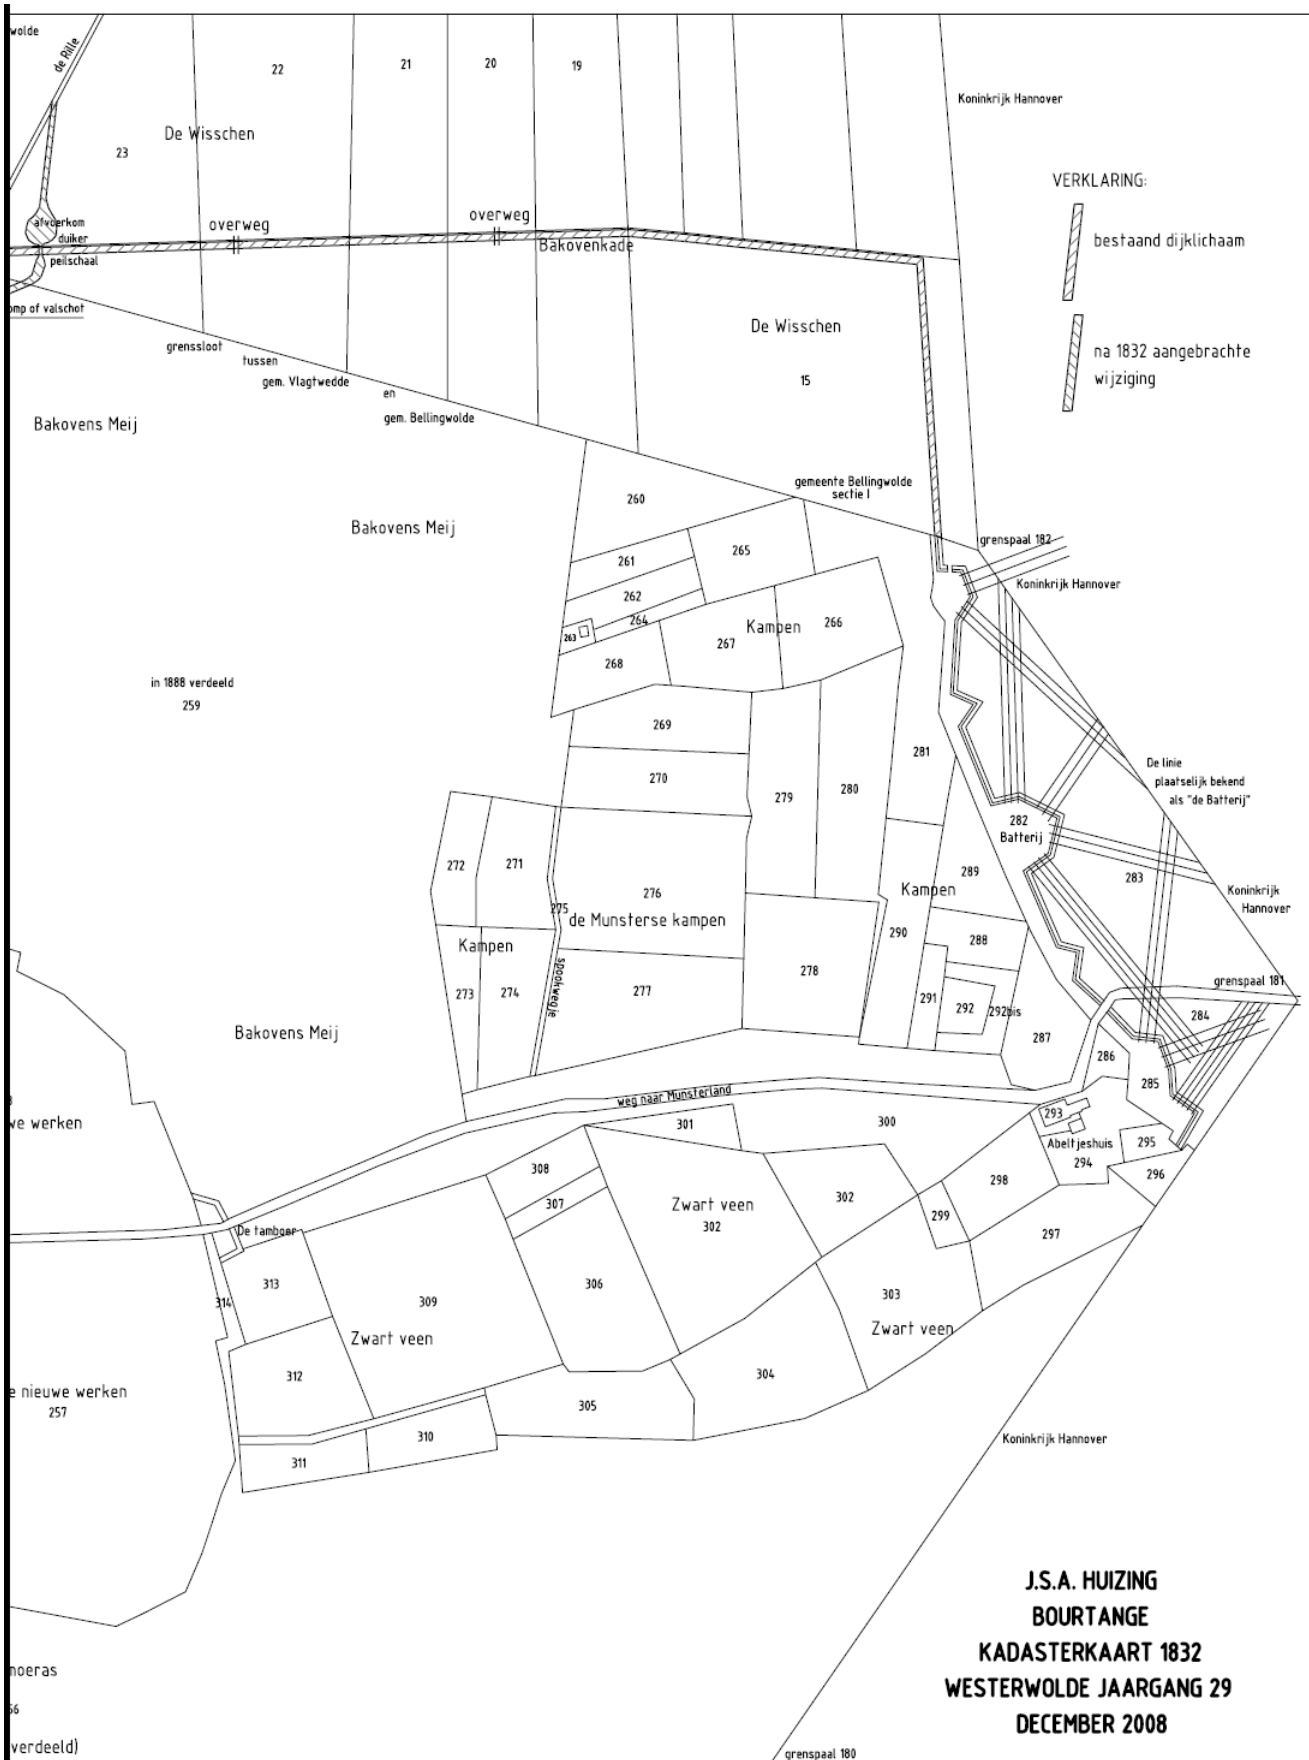 wolde
de Rille
22
21
20
19
Koninkrijk Hannover
De Wisschen
23
VERKLARING:
afvoerkom
duiker
peilschaal
overweg
overweg
Bakovenkade
bestaand dijklichaam
omp of valschot
De Wisschen
15
grenssloot
tussen
gem. Vlagtwedde
en
gem. Bellingwolde
na 1832 aangebrachte
wijziging
Bakovens Meij
gemeente Bellingwolde
sectie I
260
Bakovens Meij
grenspaal 182
265
261
Koninkrijk Hannover
262
264
263
Kampen
266
267
268
in 1888 verdeeld
259
269
281
De linie
plaatselijk bekend
als "de Batterij"
270
279
280
282
Batterij
272
271
276
289
283
Kampen
Koninkrijk
Hannover
275
de Munsterse kampen
Kampen
290
288
278
273
274
spookwegje
277
grenspaal 181
291
292
292bis
284
Bakovens Meij
287
286
285
weg naar Munsterland
we werken
301
300
293
Abeltjeshuis
294
295
296
308
307
Zwart veen
302
302
298
299
297
De tamboer
313
314
309
306
303
Zwart veen
Zwart veen
312
304
e nieuwe werken
257
305
310
311
Koninkrijk Hannover
J.S.A. HUIZING
BOURTANGE
KADASTERKAART 1832
WESTERWOLDE JAARGANG 29
DECEMBER 2008
moeras
56
verdeeld)
grenspaal 180